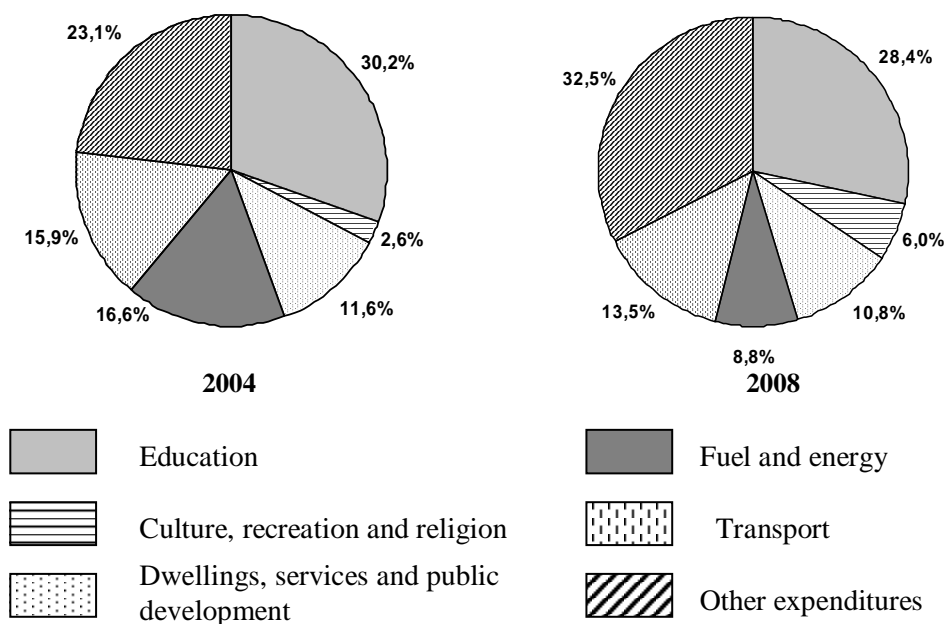 23,1%
30,2%
2,6%
11,6%
16,6%
15,9%
2004
32,5%
28,4%
6,0%
10,8%
8,8%
13,5%
2008
Education
Culture, recreation and religion
Dwellings, services and public
development
Fuel and energy
Transport
Other expenditures